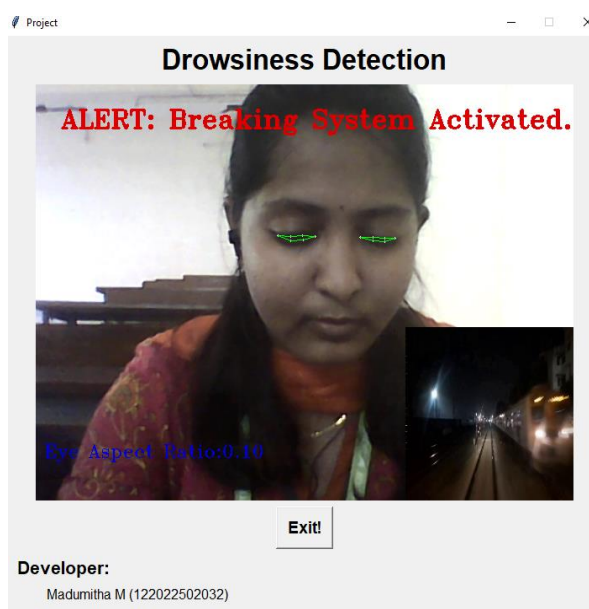 Project
Drowsiness Detection
ALERT: Breaking System Activated.
Eye Aspect Ratio:0.10
Exit!
Developer:
Madumitha M (122022502032)